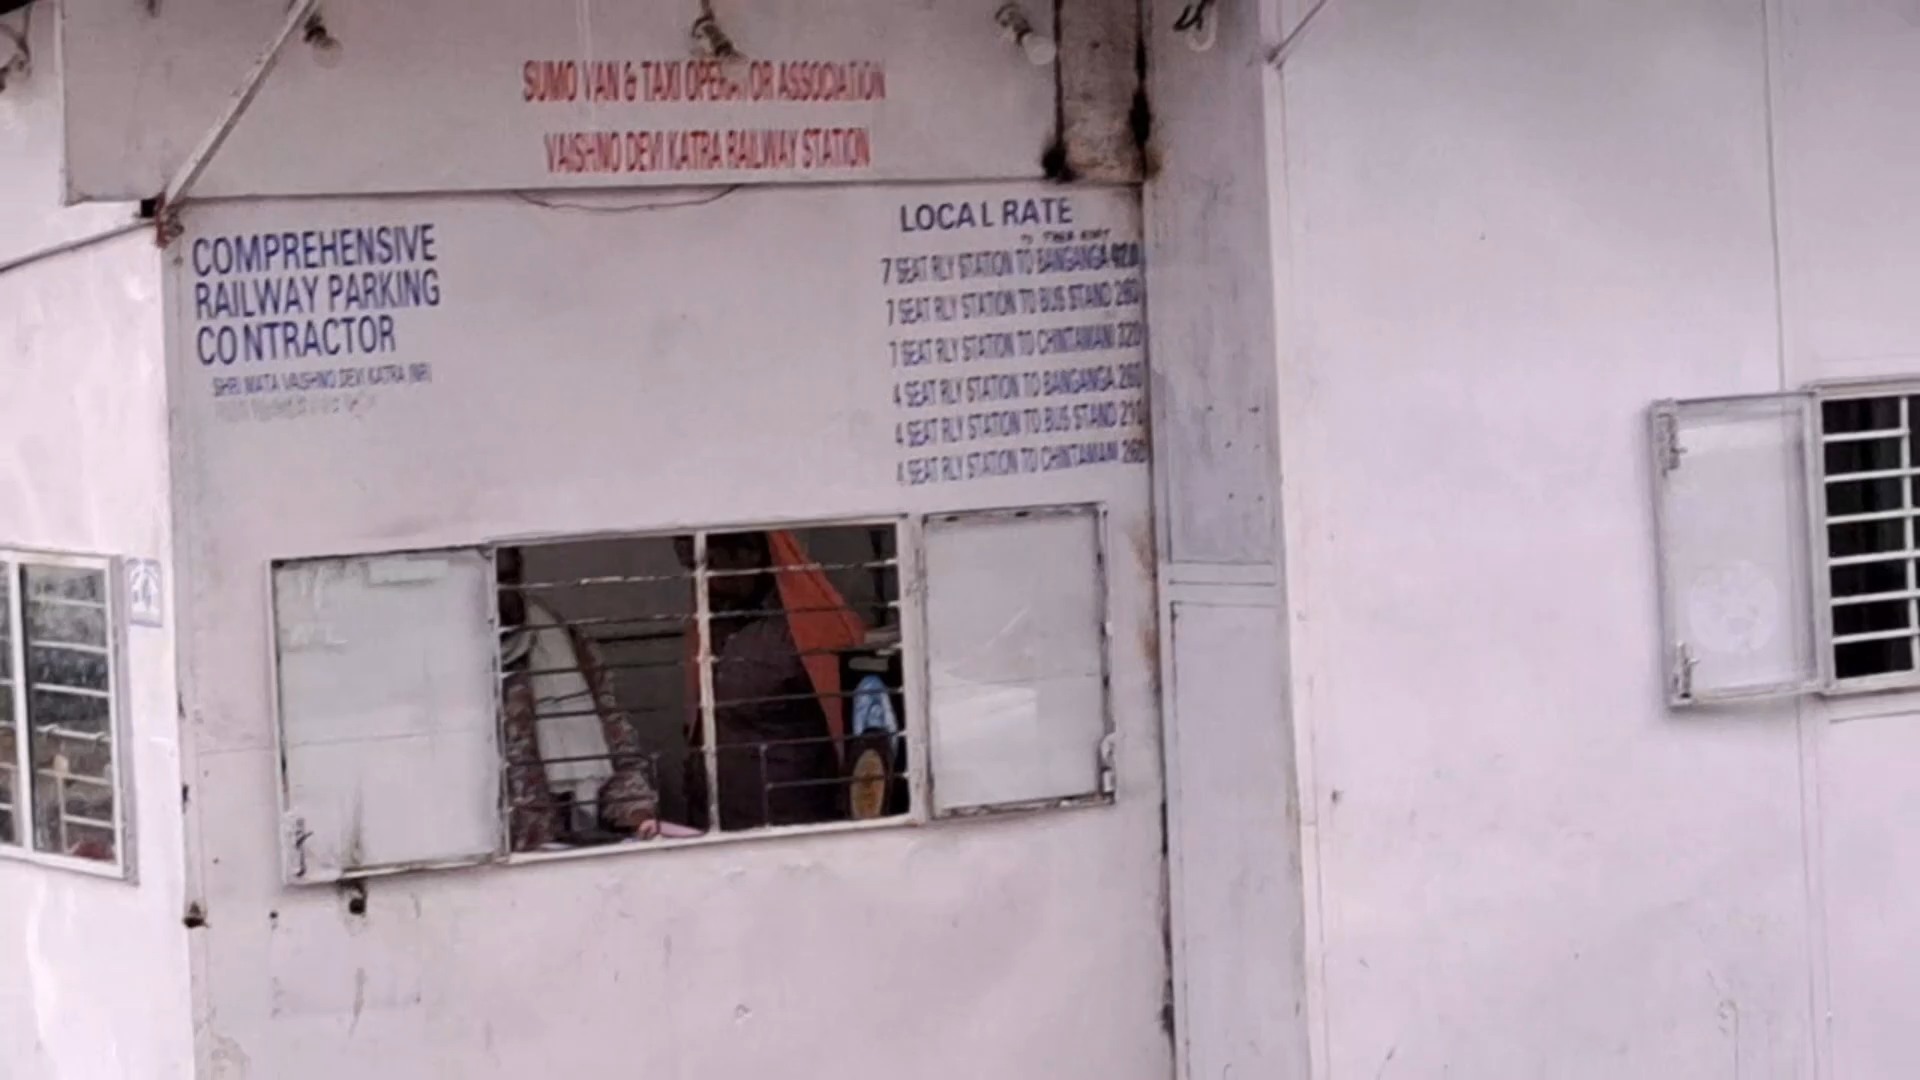 SUMO VAN & TAXI OPERATOR ASSOCIATION
VAISHNO DEVI KATRA RAILWAY STATION
COMPREHENSIVE
RAILWAY PARKING
CONTRACTOR
SHRI MATA VAISHNO DEVI KATRA (NR)
LOCAL RATE
7 SEAT RLY STATION TO BANGANGA
7 SEAT RLY STATION TO BUS STAND 260
7 SEAT RLY STATION TO CHINTAMANI 320
4 SEAT RLY STATION TO BANGANGA 260
4 SEAT RLY STATION TO BUS STAND 210
4 SEAT RLY STATION TO CHINTAMANI 260